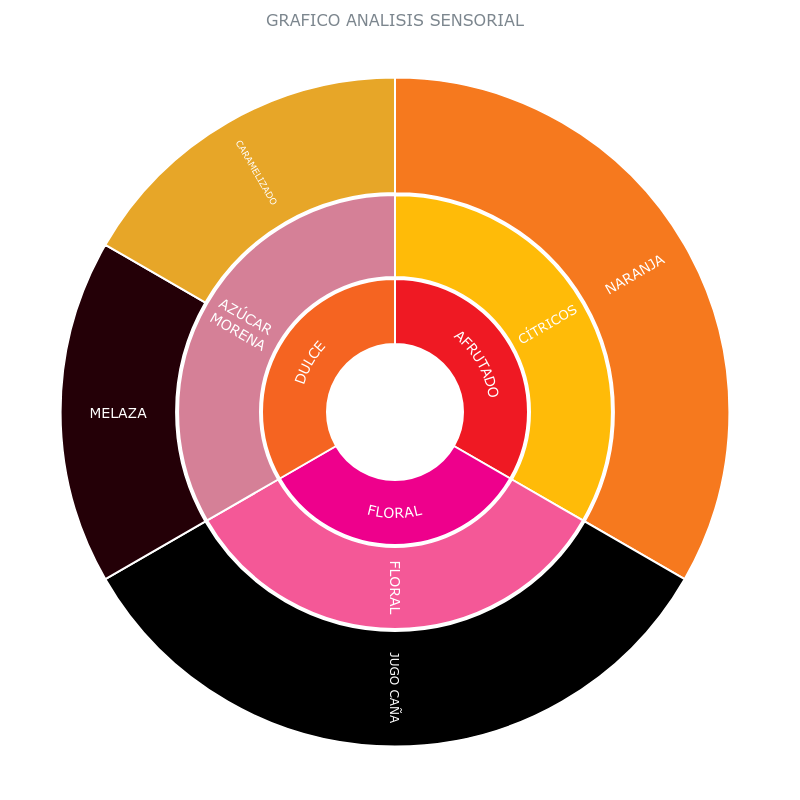 GRAFICO ANALISIS SENSORIAL
CARAMELIZADO
NARANJA
AZÚCAR
MORENA
CÍTRICOS
DULCE
AFRUTADO
MELAZA
FLORAL
FLORAL
JUGO CAÑA